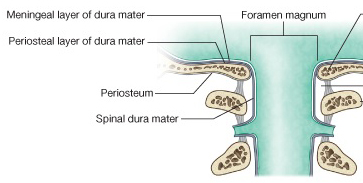 Meningeal layer of dura mater
Foramen magnum
Periosteal layer of dura mater
Periosteum
Spinal dura mater